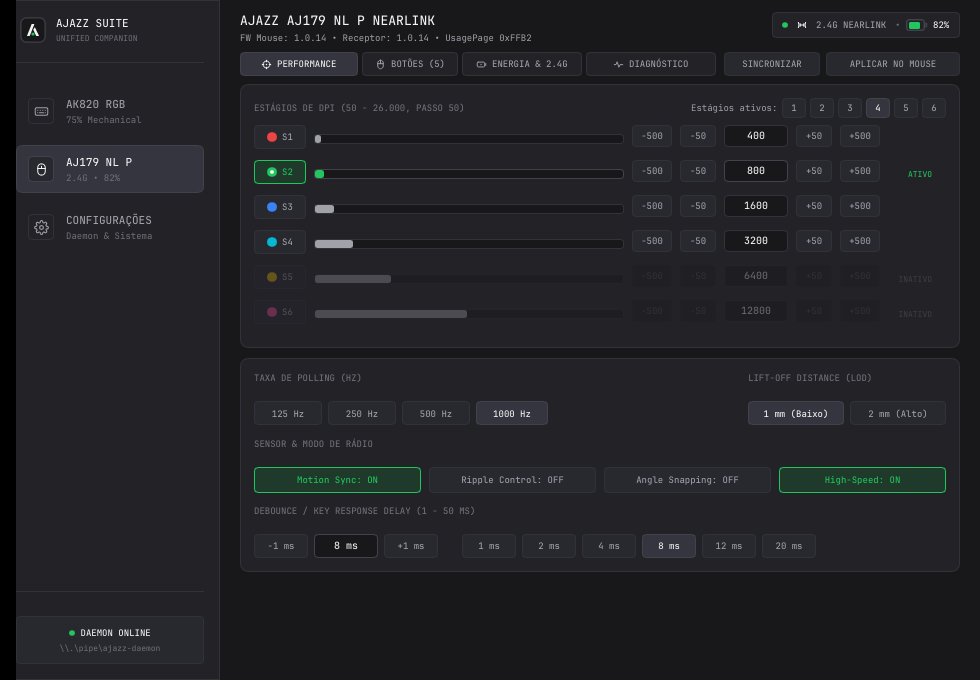 AJAZZ SUITE
UNIFIED COMPANION
AK820 RGB
75% Mechanical
AJ179 NL P
2.4G • 82%
CONFIGURAÇÕES
Daemon & Sistema
DAEMON ONLINE
\\.\pipe\ajazz-daemon
AJAZZ AJ179 NL P NEARLINK
FW Mouse: 1.0.14 • Receptor: 1.0.14 • UsagePage 0xFFB2
2.4G NEARLINK • 82%
PERFORMANCE BOTÕES (5) ENERGIA & 2.4G DIAGNÓSTICO SINCRONIZAR APLICAR NO MOUSE
ESTÁGIOS DE DPI (50 - 26.000, PASSO 50) Estágios ativos: 1 2 3 4 5 6
S1 -500 -50 400 +50 +500
S2 -500 -50 800 +50 +500 ATIVO
S3 -500 -50 1600 +50 +500
S4 -500 -50 3200 +50 +500
S5 -500 -50 6400 +50 +500 INATIVO
S6 -500 -50 12800 +50 +500 INATIVO
TAXA DE POLLING (HZ) LIFT-OFF DISTANCE (LOD)
125 Hz 250 Hz 500 Hz 1000 Hz 1 mm (Baixo) 2 mm (Alto)
SENSOR & MODO DE RÁDIO
Motion Sync: ON Ripple Control: OFF Angle Snapping: OFF High-Speed: ON
DEBOUNCE / KEY RESPONSE DELAY (1 - 50 MS)
-1 ms 8 ms +1 ms 1 ms 2 ms 4 ms 8 ms 12 ms 20 ms